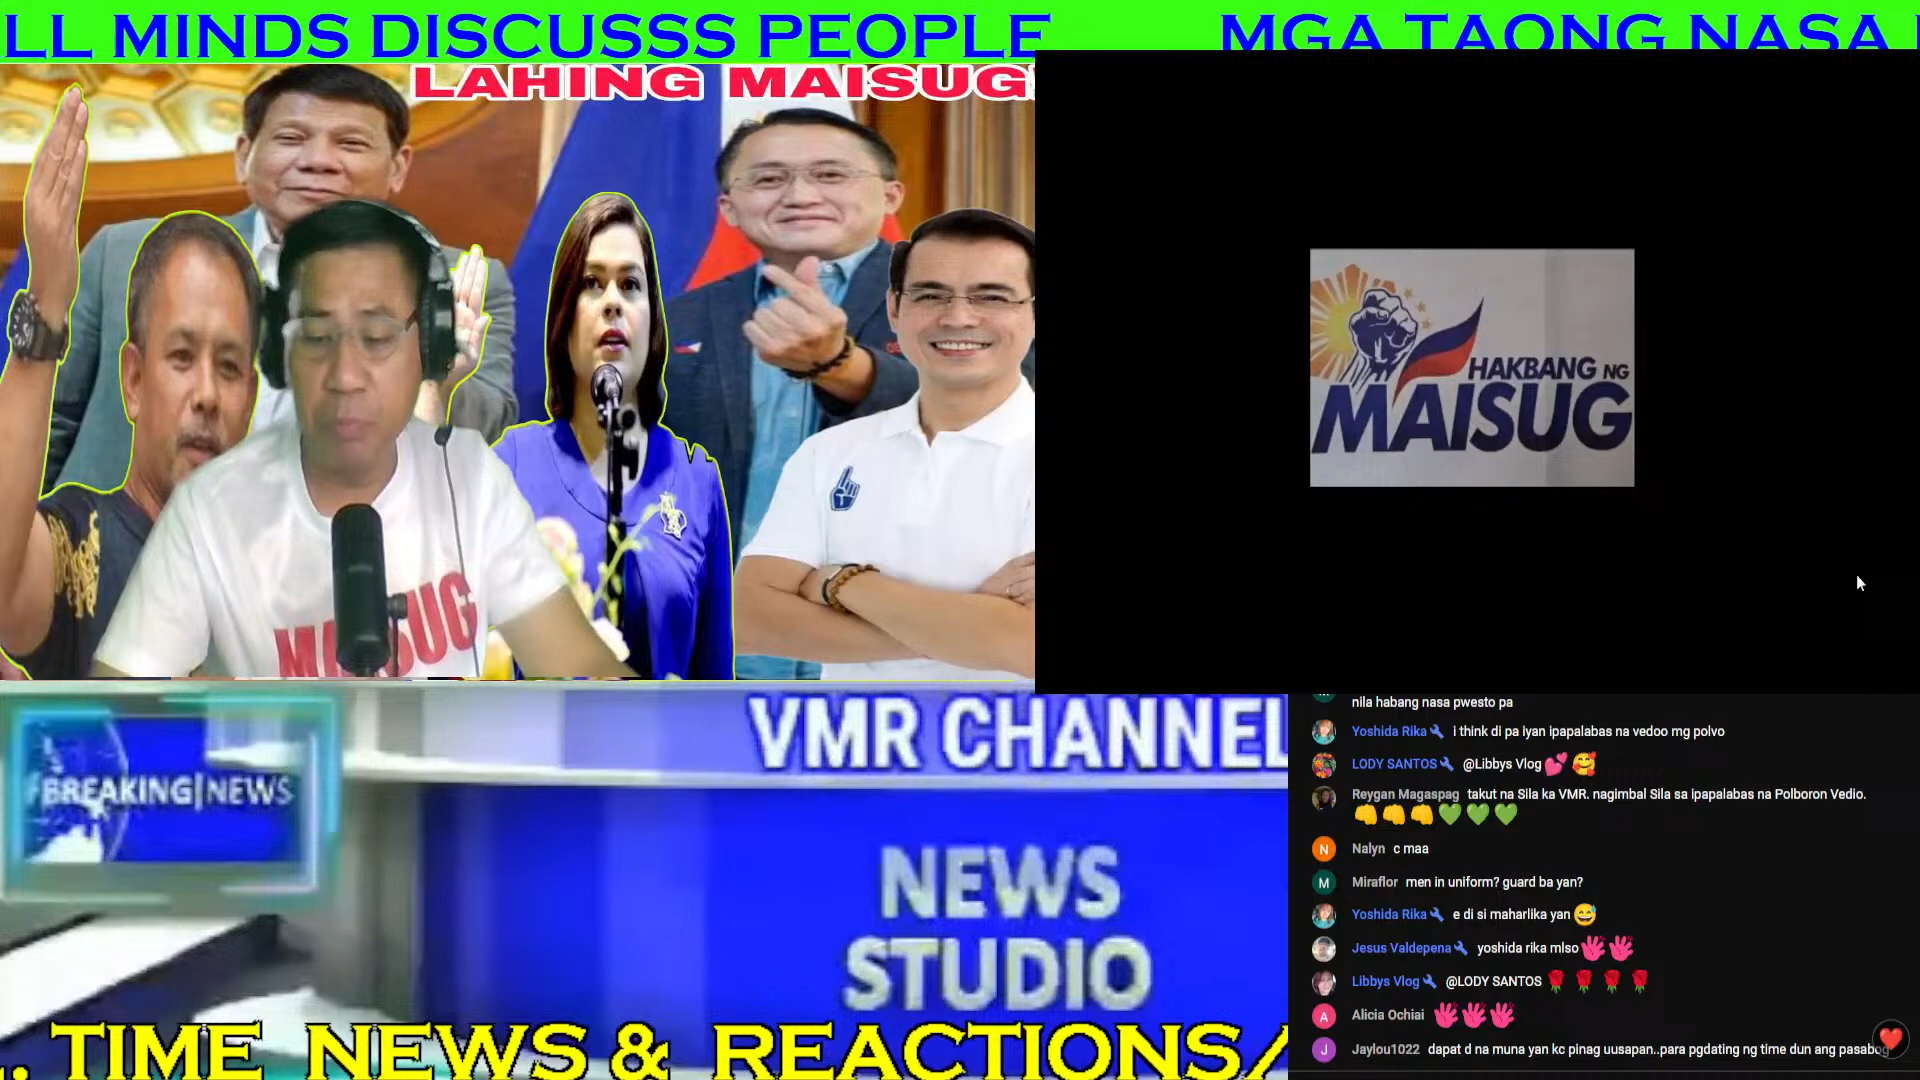 LL MINDS DISCUSSS PEOPLE
MGA TAONG NASA
LAHING MAISUG
HAKBANG NG
MAISUG
BREAKING|NEWS
VMR CHANNEL
NEWS
STUDIO
TIME NEWS & REACTIONS/
nila habang nasa pwesto pa
Yoshida Rika i think di pa iyan ipapalabas na vedoo mg polvo
LODY SANTOS @Libbys Vlog 💕 🥰
Reygan Magaspag takut na Sila ka VMR. nagimbal Sila sa ipapalabas na Polboron Vedio.
👊 👊 👊 💚 💚 💚
N Nalyn c maa
M Miraflor men in uniform? guard ba yan?
Yoshida Rika e di si maharlika yan 😅
Jesus Valdepena yoshida rika mlso
Libbys Vlog @LODY SANTOS 🌹 🌹 🌹 🌹
A Alicia Ochiai
J Jaylou1022 dapat d na muna yan kc pinag uusapan..para pgdating ng time dun ang pasabog